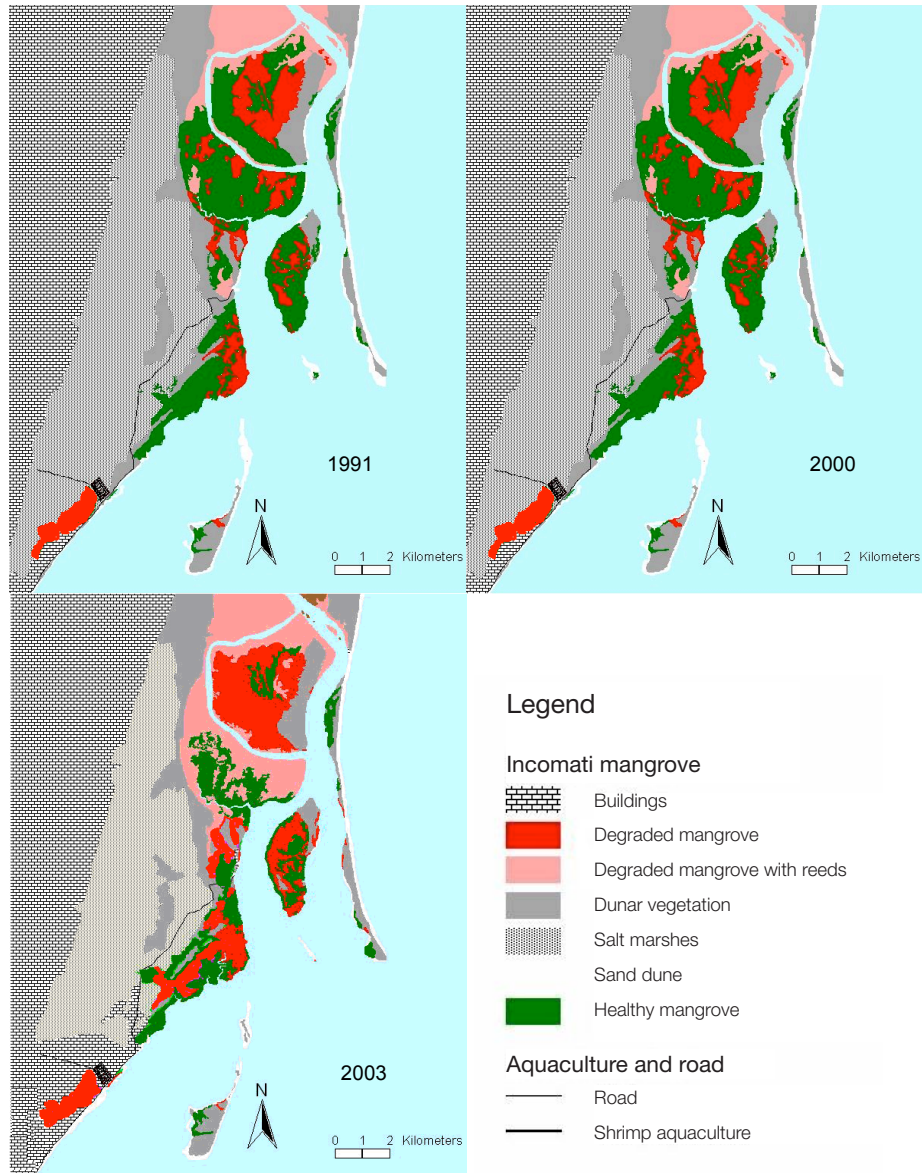 1991
N
0 1 2 Kilometers
2000
N
0 1 2 Kilometers
2003
N
0 1 2 Kilometers
Legend
Incomati mangrove
Buildings
Degraded mangrove
Degraded mangrove with reeds
Dunar vegetation
Salt marshes
Sand dune
Healthy mangrove
Aquaculture and road
Road
Shrimp aquaculture